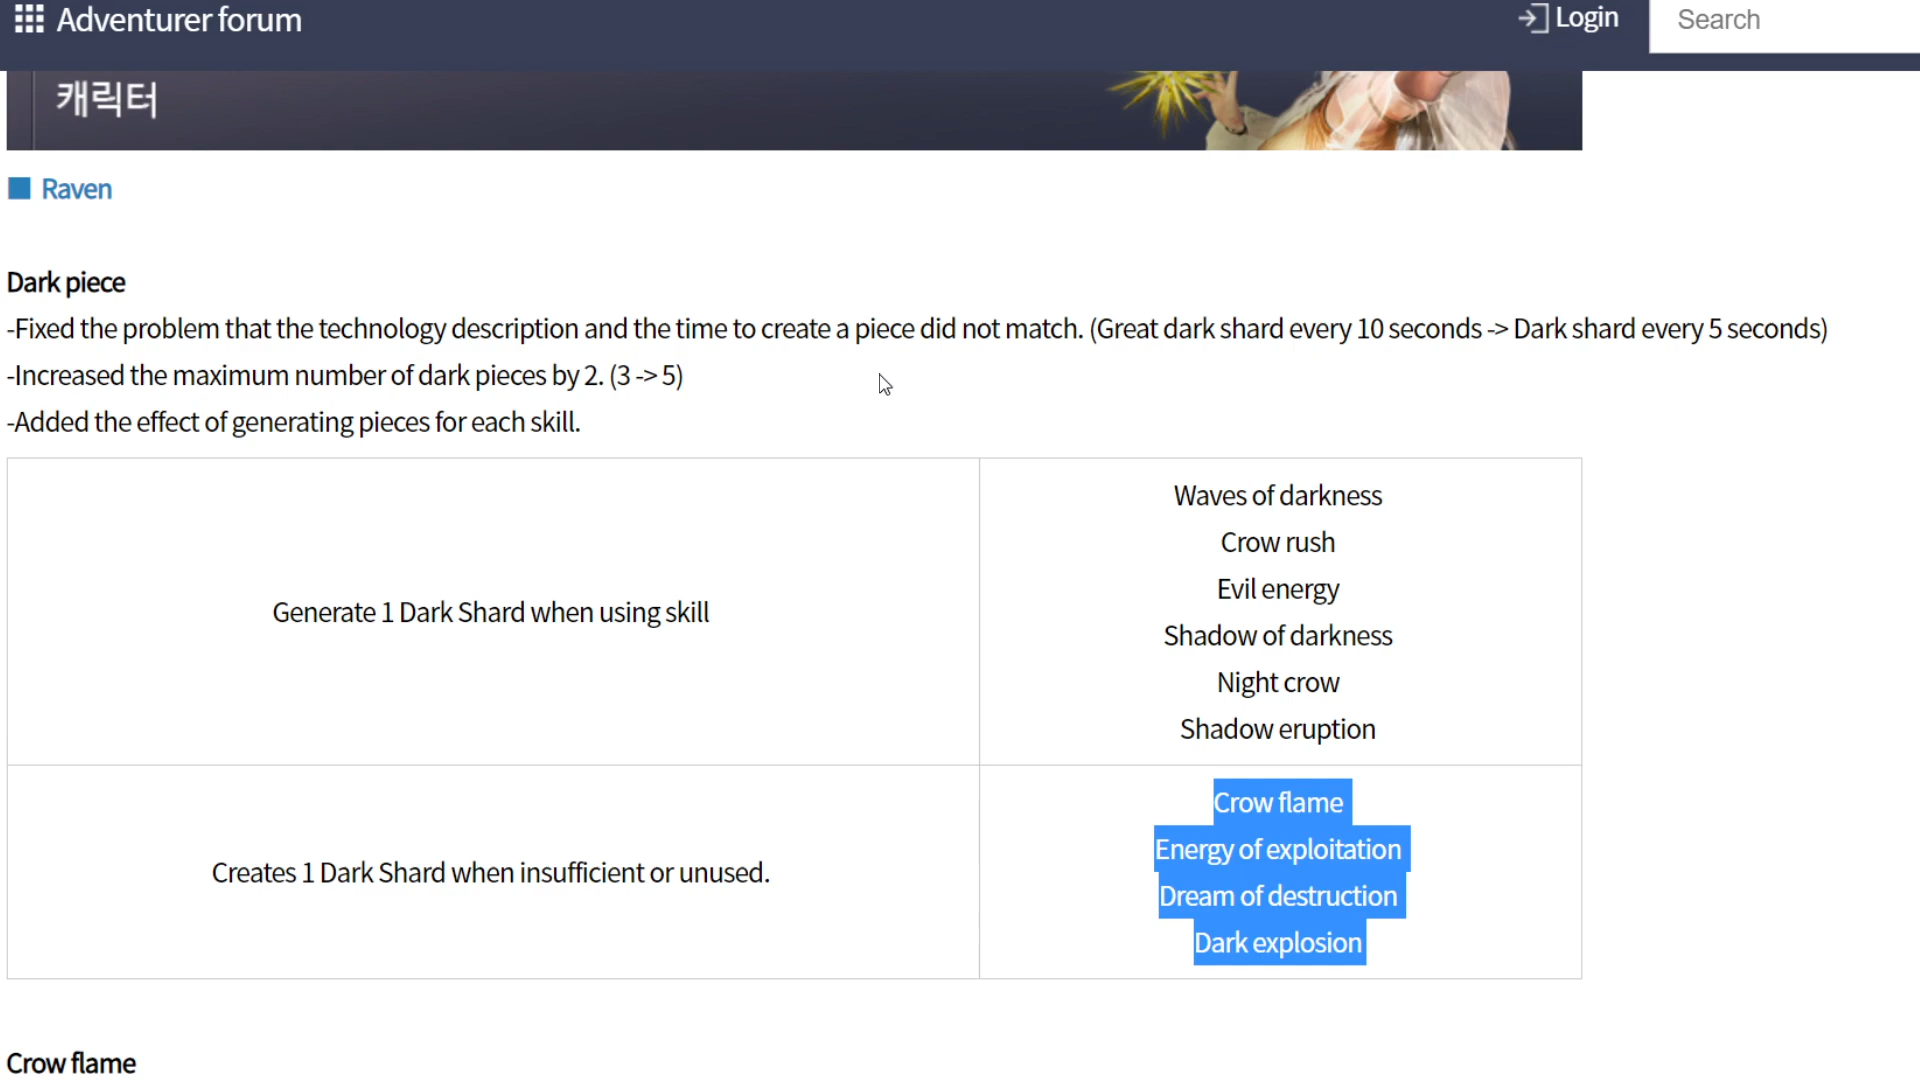 Adventurer forum
Login
Search
캐릭터
Raven
Dark piece
-Fixed the problem that the technology description and the time to create a piece did not match. (Great dark shard every 10 seconds -> Dark shard every 5 seconds)
-Increased the maximum number of dark pieces by 2. (3 -> 5)
-Added the effect of generating pieces for each skill.
Generate 1 Dark Shard when using skill
Waves of darkness
Crow rush
Evil energy
Shadow of darkness
Night crow
Shadow eruption
Creates 1 Dark Shard when insufficient or unused.
Crow flame
Energy of exploitation
Dream of destruction
Dark explosion
Crow flame